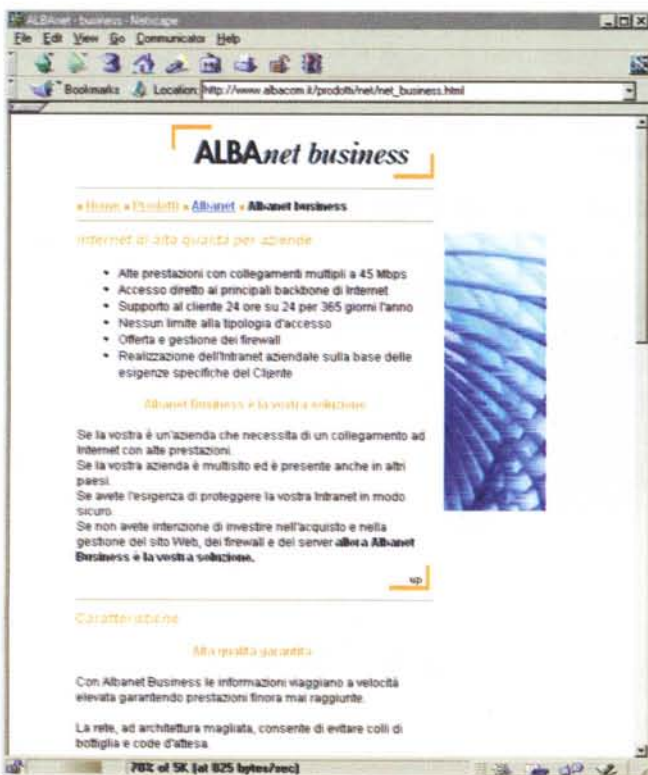 ALBAnet - business - Netscape
File Edit View Go Communicator Help
Bookmarks Location: http://www.albacom.it/prodotti/net/net_business.html
ALBAnet business
Home Prodotti Albanet Albanet business
Internet di alta qualità per aziende
• Alte prestazioni con collegamenti multipli a 45 Mbps
• Accesso diretto ai principali backbone di Internet
• Supporto al cliente 24 ore su 24 per 365 giorni l'anno
• Nessun limite alla tipologia d'accesso
• Offerta e gestione dei firewall
• Realizzazione dell'Intranet aziendale sulla base delle
esigenze specifiche del Cliente
Albanet Business è la vostra soluzione
Se la vostra è un'azienda che necessita di un collegamento ad
Internet con alte prestazioni.
Se la vostra azienda è multisito ed è presente anche in altri
paesi.
Se avete l'esigenza di proteggere la vostra Intranet in modo
sicuro.
Se non avete intenzione di investire nell'acquisto e nella
gestione del sito Web, dei firewall e del server allora Albanet
Business è la vostra soluzione.
up
Caratteristiche
Alta qualità garantita
Con Albanet Business le informazioni viaggiano a velocità
elevata garantendo prestazioni finora mai raggiunte.
La rete, ad architettura magliata, consente di evitare colli di
bottiglia e code d'attesa.
78% of 5K (at 825 bytes/sec)